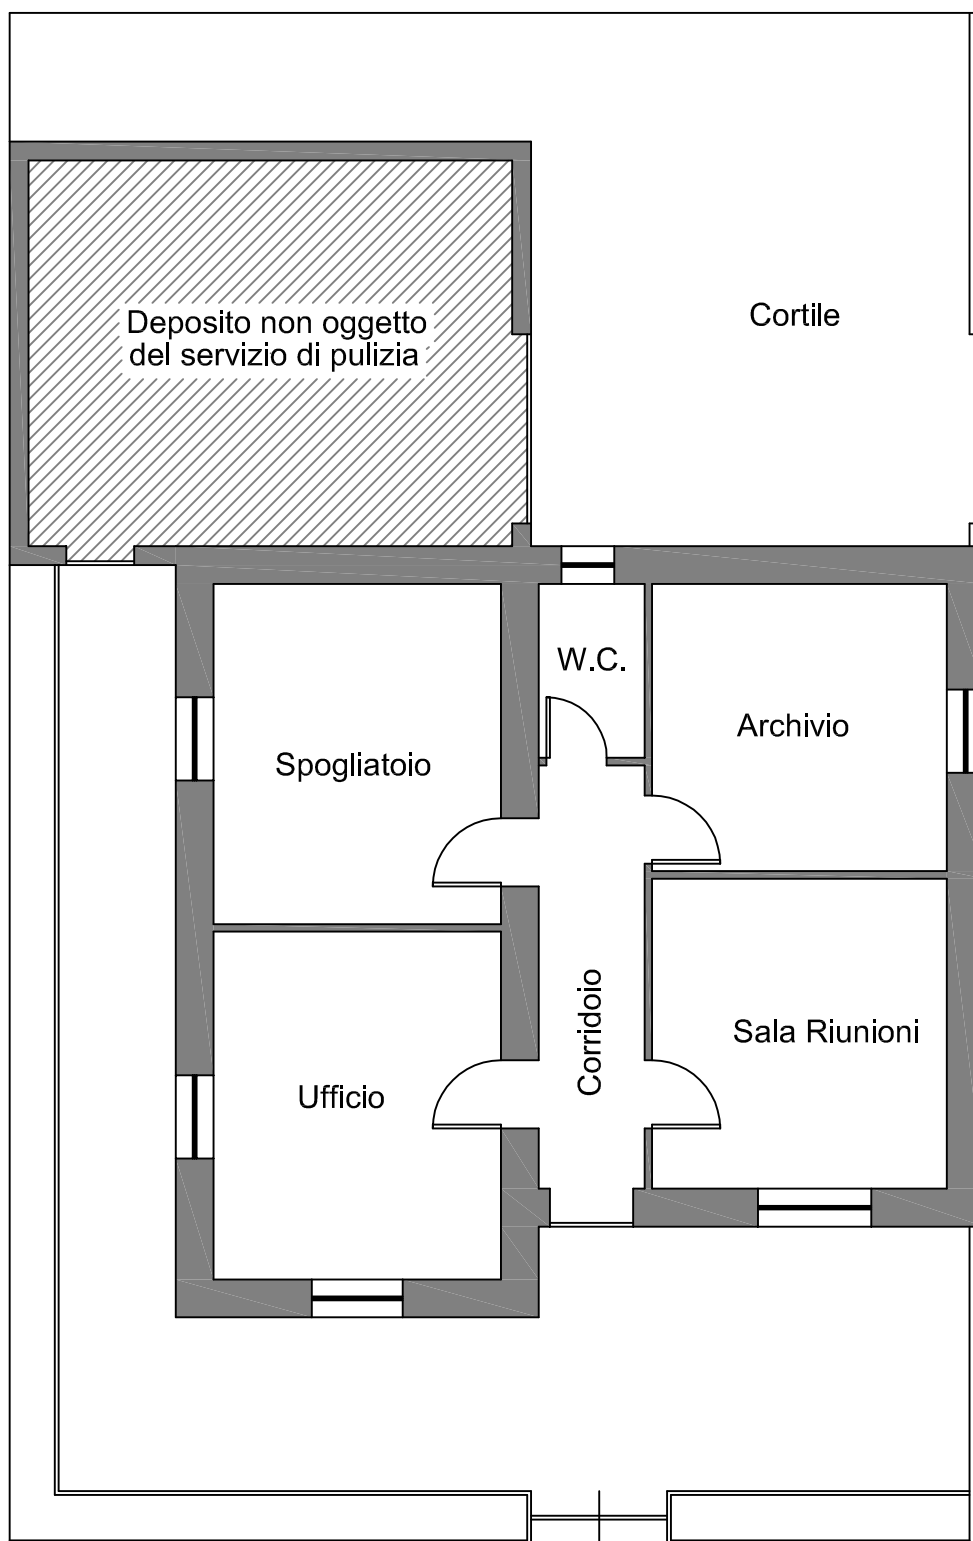 Deposito non oggetto
del servizio di pulizia
Cortile
W.C.
Archivio
Spogliatoio
Corridoio
Sala Riunioni
Ufficio